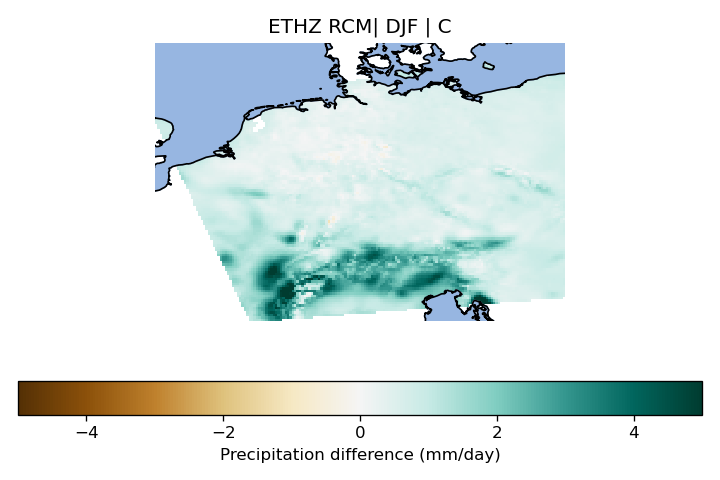 ETHZ RCM| DJF | C
−4 −2 0 2 4
Precipitation difference (mm/day)